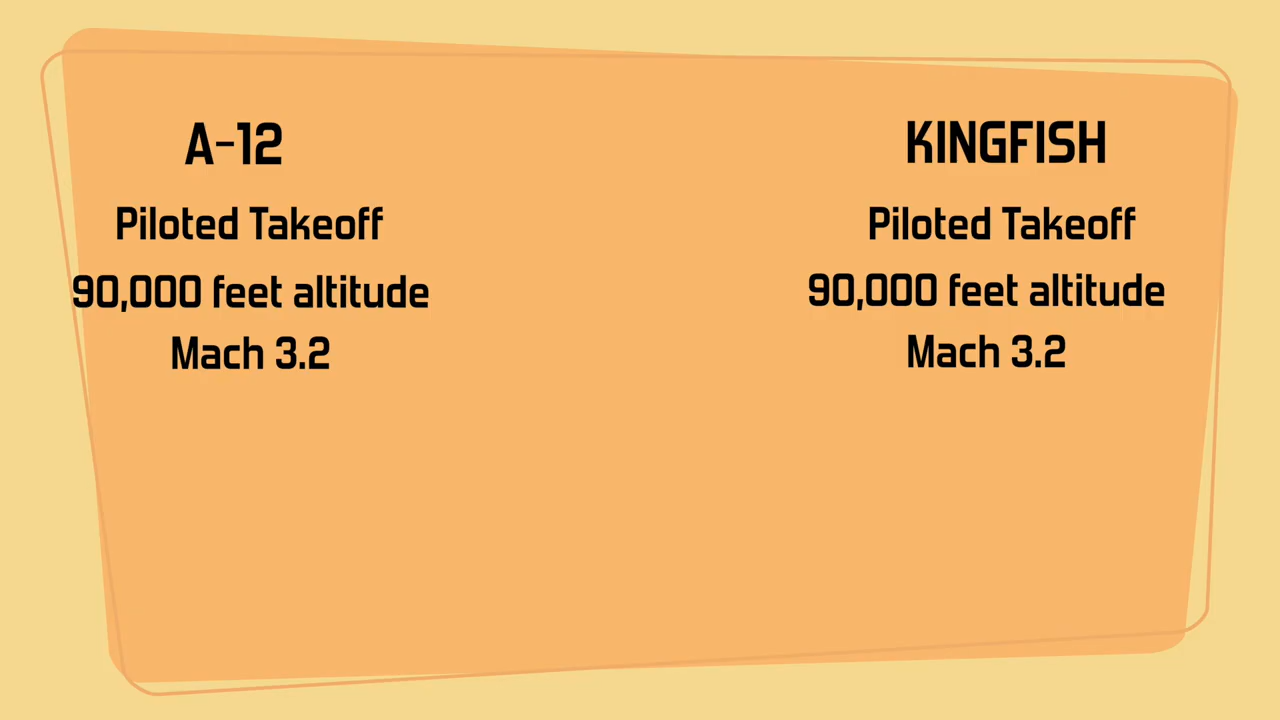 A-12
Piloted Takeoff
90,000 feet altitude
Mach 3.2
KINGFISH
Piloted Takeoff
90,000 feet altitude
Mach 3.2